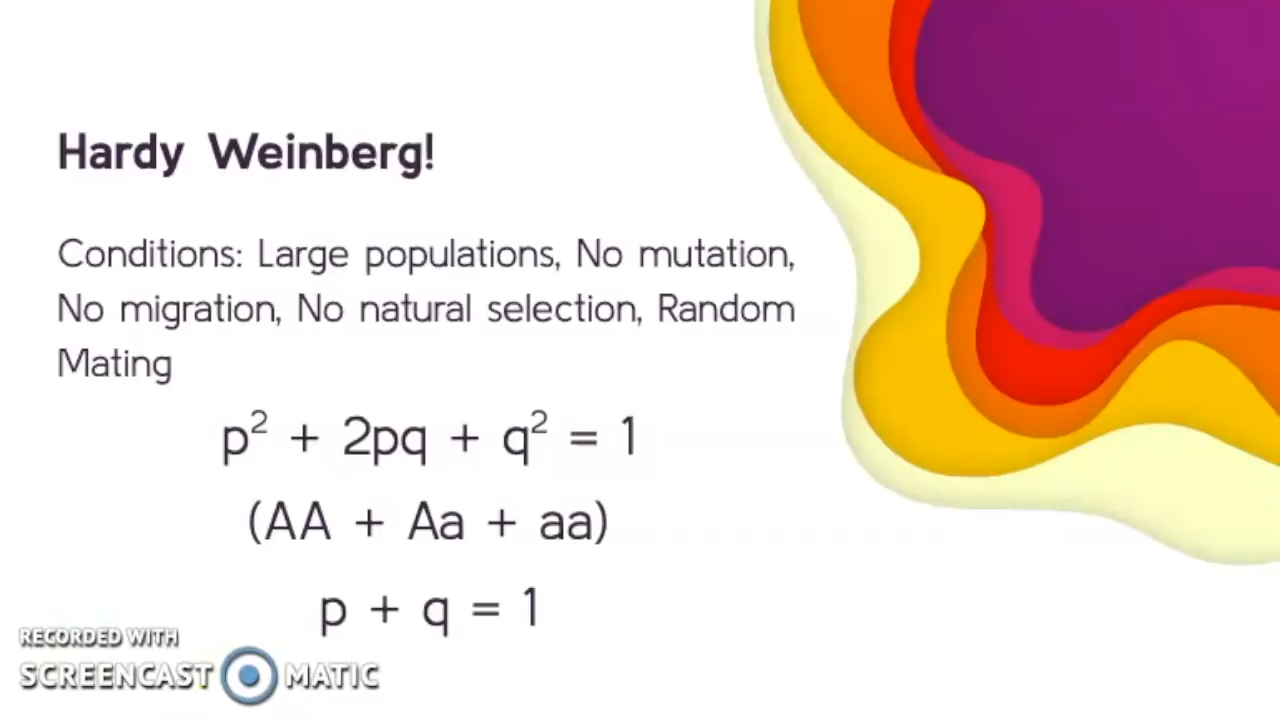 Hardy Weinberg!
Conditions: Large populations, No mutation,
No migration, No natural selection, Random
Mating
p² + 2pq + q² = 1
(AA + Aa + aa)
p + q = 1
RECORDED WITH
SCREENCAST MATIC